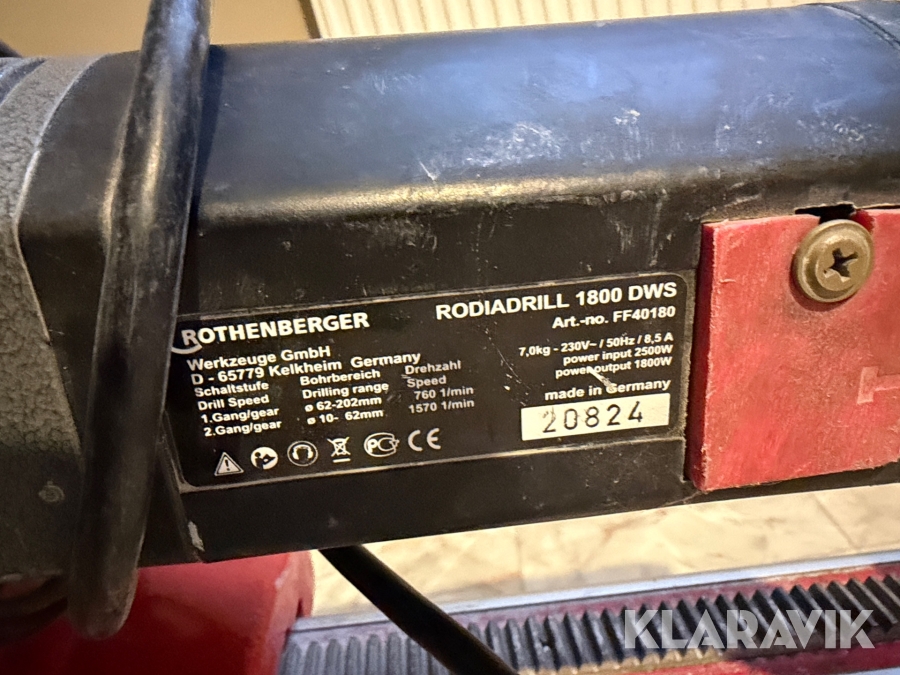 ROTHENBERGER
Werkzeuge GmbH
D - 65779 Kelkheim Germany
Schaltstufe Bohrbereich Drehzahl
Drill Speed Drilling range Speed
1.Gang/gear ø 62-202mm 760 1/min
2.Gang/gear ø 10- 62mm 1570 1/min
RODIADRILL 1800 DWS
Art.-no. FF40180
7,0kg - 230V~ / 50Hz / 8,5 A
power input 2500W
power output 1800W
made in Germany
20824
PC CE
KLARAVIK